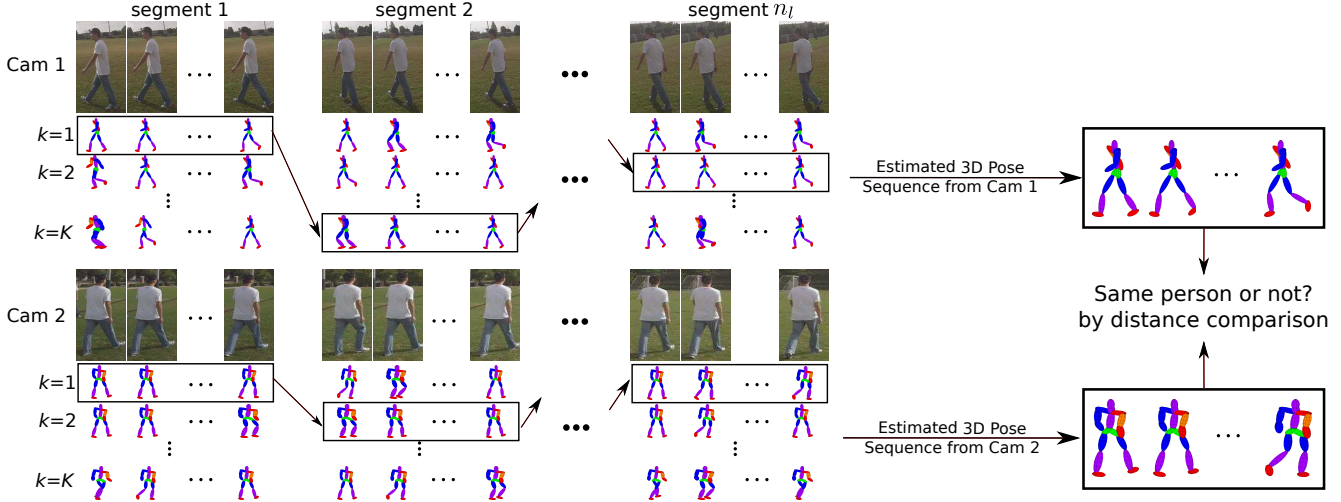 segment 1 segment 2 segment n_l
Cam 1
k=1
k=2
k=K
Estimated 3D Pose
Sequence from Cam 1
Same person or not?
by distance comparison
Cam 2
k=1
k=2
k=K
Estimated 3D Pose
Sequence from Cam 2